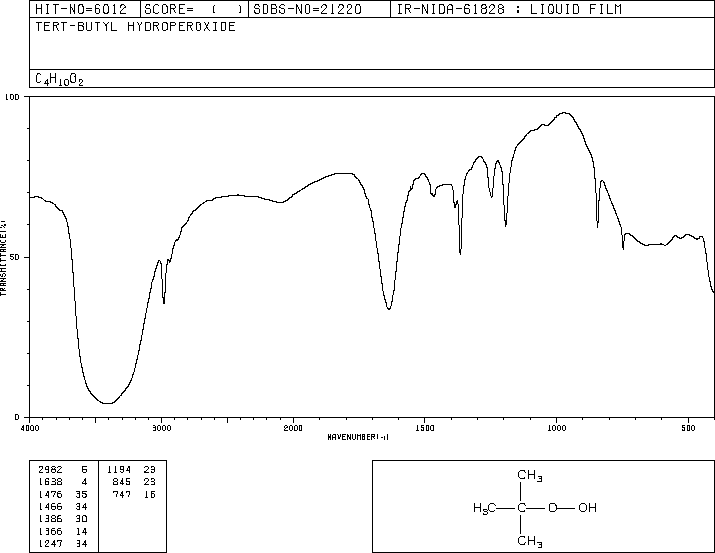 HIT-NO=6012 SCORE= ( ) SDBS-NO=21220 IR-NIDA-61828 : LIQUID FILM
TERT-BUTYL HYDROPEROXIDE
C4H10O2
100
50
0
TRANSMITTANCE(%)
4000 3000 2000 1500 1000 500
WAVENUMBER(-1)
2982 6 1194 29
1638 4 845 23
1476 35 747 16
1466 34
1386 30
1366 14
1247 34
CH3
H3C C O OH
CH3